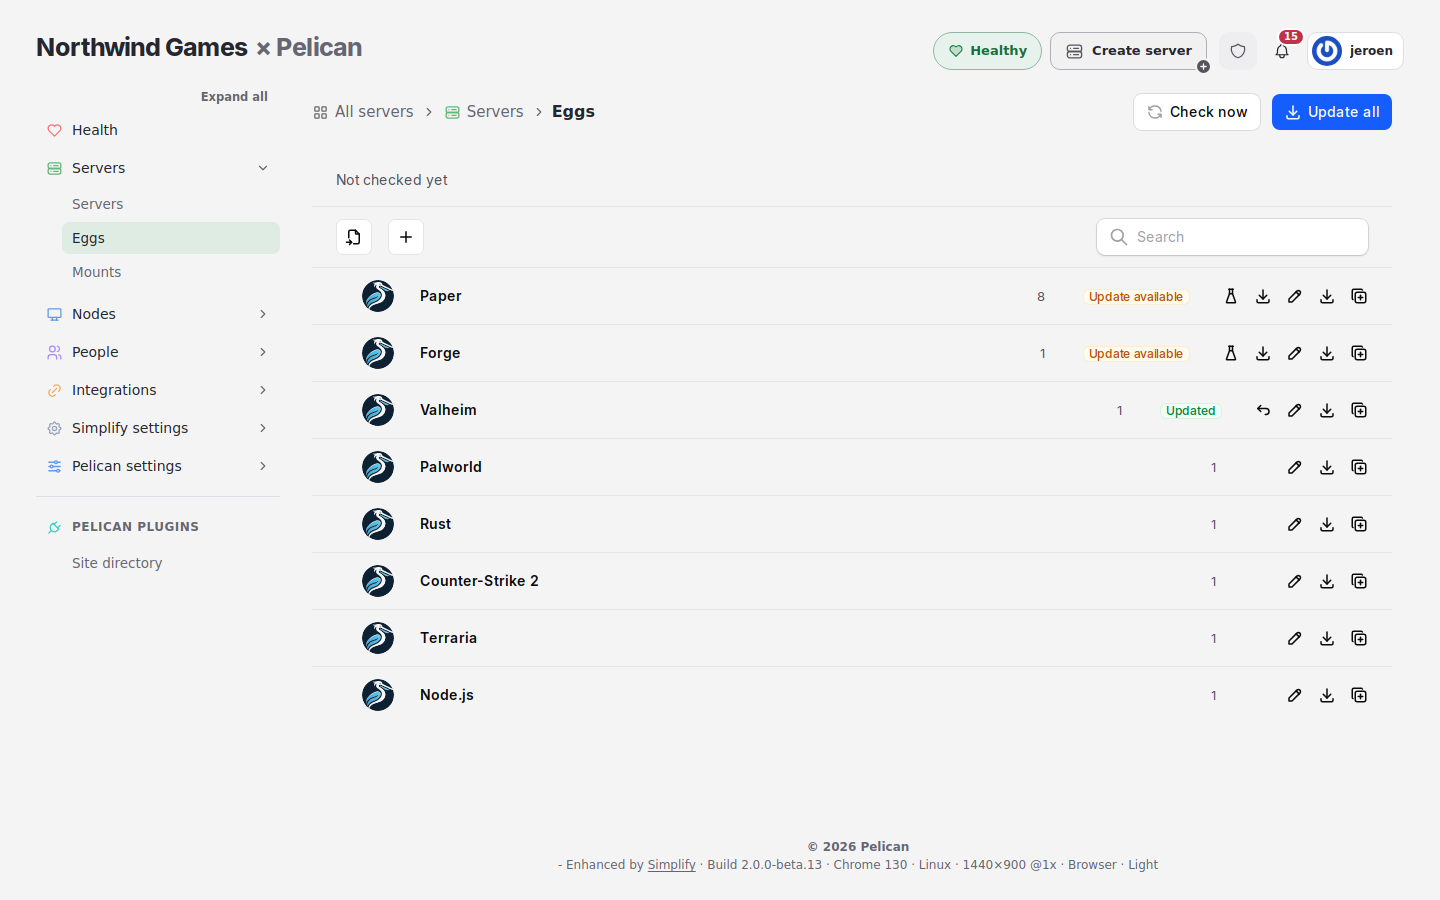 Northwind Games × Pelican
Healthy
Create server
15
jeroen
Expand all
Health
Servers
Servers
Eggs
Mounts
Nodes
People
Integrations
Simplify settings
Pelican settings
PELICAN PLUGINS
Site directory
All servers > Servers > Eggs
Check now
Update all
Not checked yet
Search
Paper 8 Update available
Forge 1 Update available
Valheim 1 Updated
Palworld 1
Rust 1
Counter-Strike 2 1
Terraria 1
Node.js 1
© 2026 Pelican
- Enhanced by Simplify · Build 2.0.0-beta.13 · Chrome 130 · Linux · 1440×900 @1x · Browser · Light